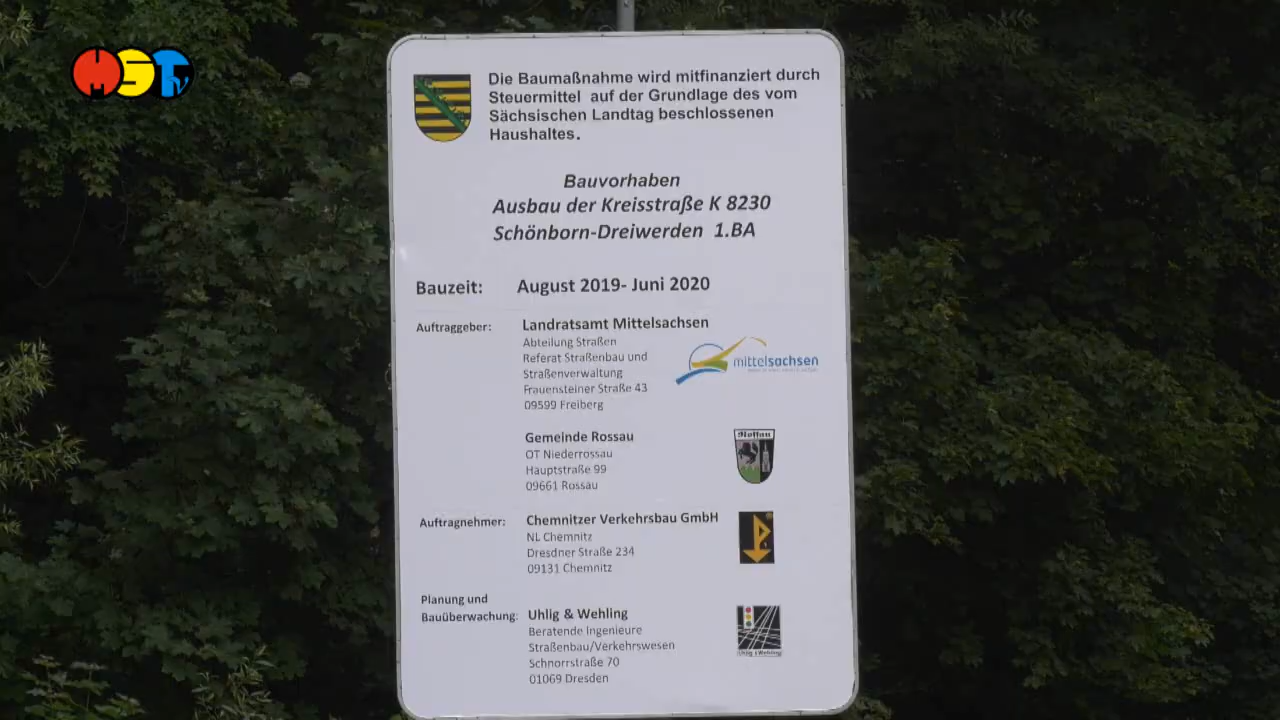 MSTtv
Die Baumaßnahme wird mitfinanziert durch
Steuermittel auf der Grundlage des vom
Sächsischen Landtag beschlossenen
Haushaltes.
Bauvorhaben
Ausbau der Kreisstraße K 8230
Schönborn-Dreiwerden 1.BA
Bauzeit: August 2019- Juni 2020
Auftraggeber: Landratsamt Mittelsachsen
Abteilung Straßen
Referat Straßenbau und
Straßenverwaltung
Frauensteiner Straße 43
09599 Freiberg
mittelsachsen
Gemeinde Rossau
OT Niederrossau
Hauptstraße 99
09661 Rossau
Rossau
Auftragnehmer: Chemnitzer Verkehrsbau GmbH
NL Chemnitz
Dresdner Straße 234
09131 Chemnitz
Planung und
Bauüberwachung: Uhlig & Wehling
Beratende Ingenieure
Straßenbau/Verkehrswesen
Schnorrstraße 70
01069 Dresden
Uhlig & Wehling